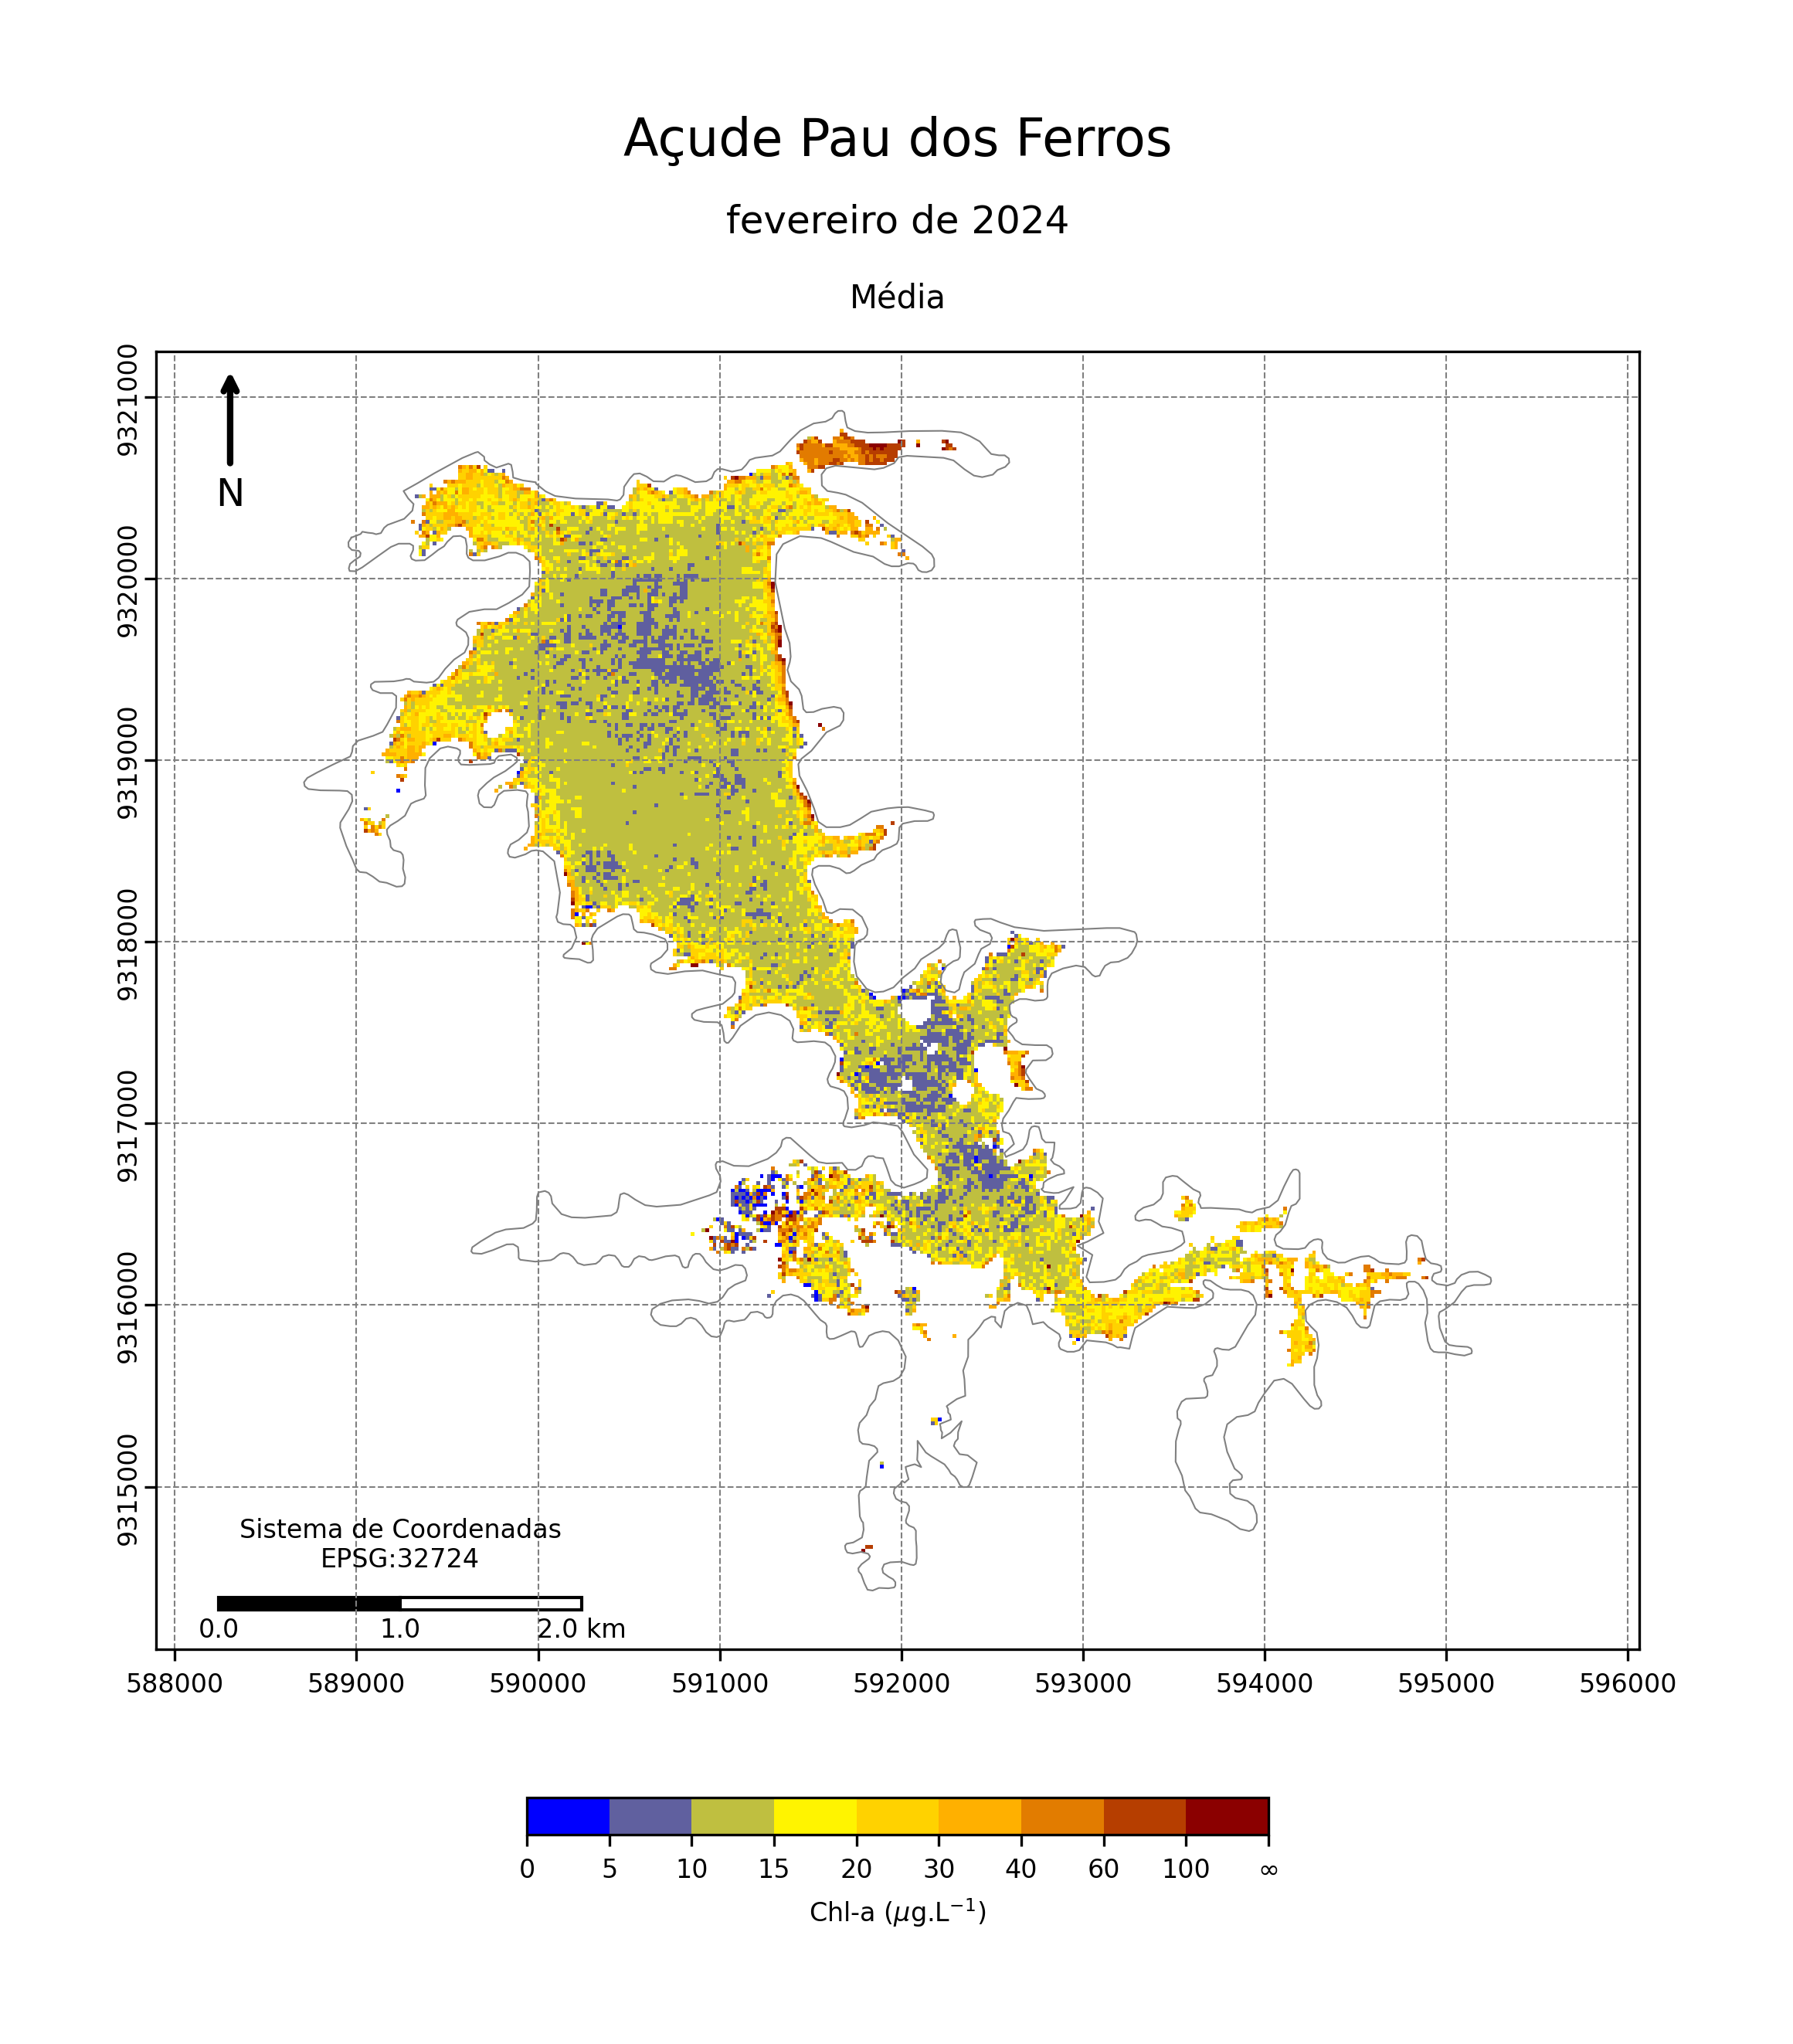 Açude Pau dos Ferros
fevereiro de 2024
Média
9321000
9320000
9319000
9318000
9317000
9316000
9315000
N
Sistema de Coordenadas
EPSG:32724
0.0 1.0 2.0 km
588000 589000 590000 591000 592000 593000 594000 595000 596000
0 5 10 15 20 30 40 60 100 ∞
Chl-a (μg.L⁻¹)